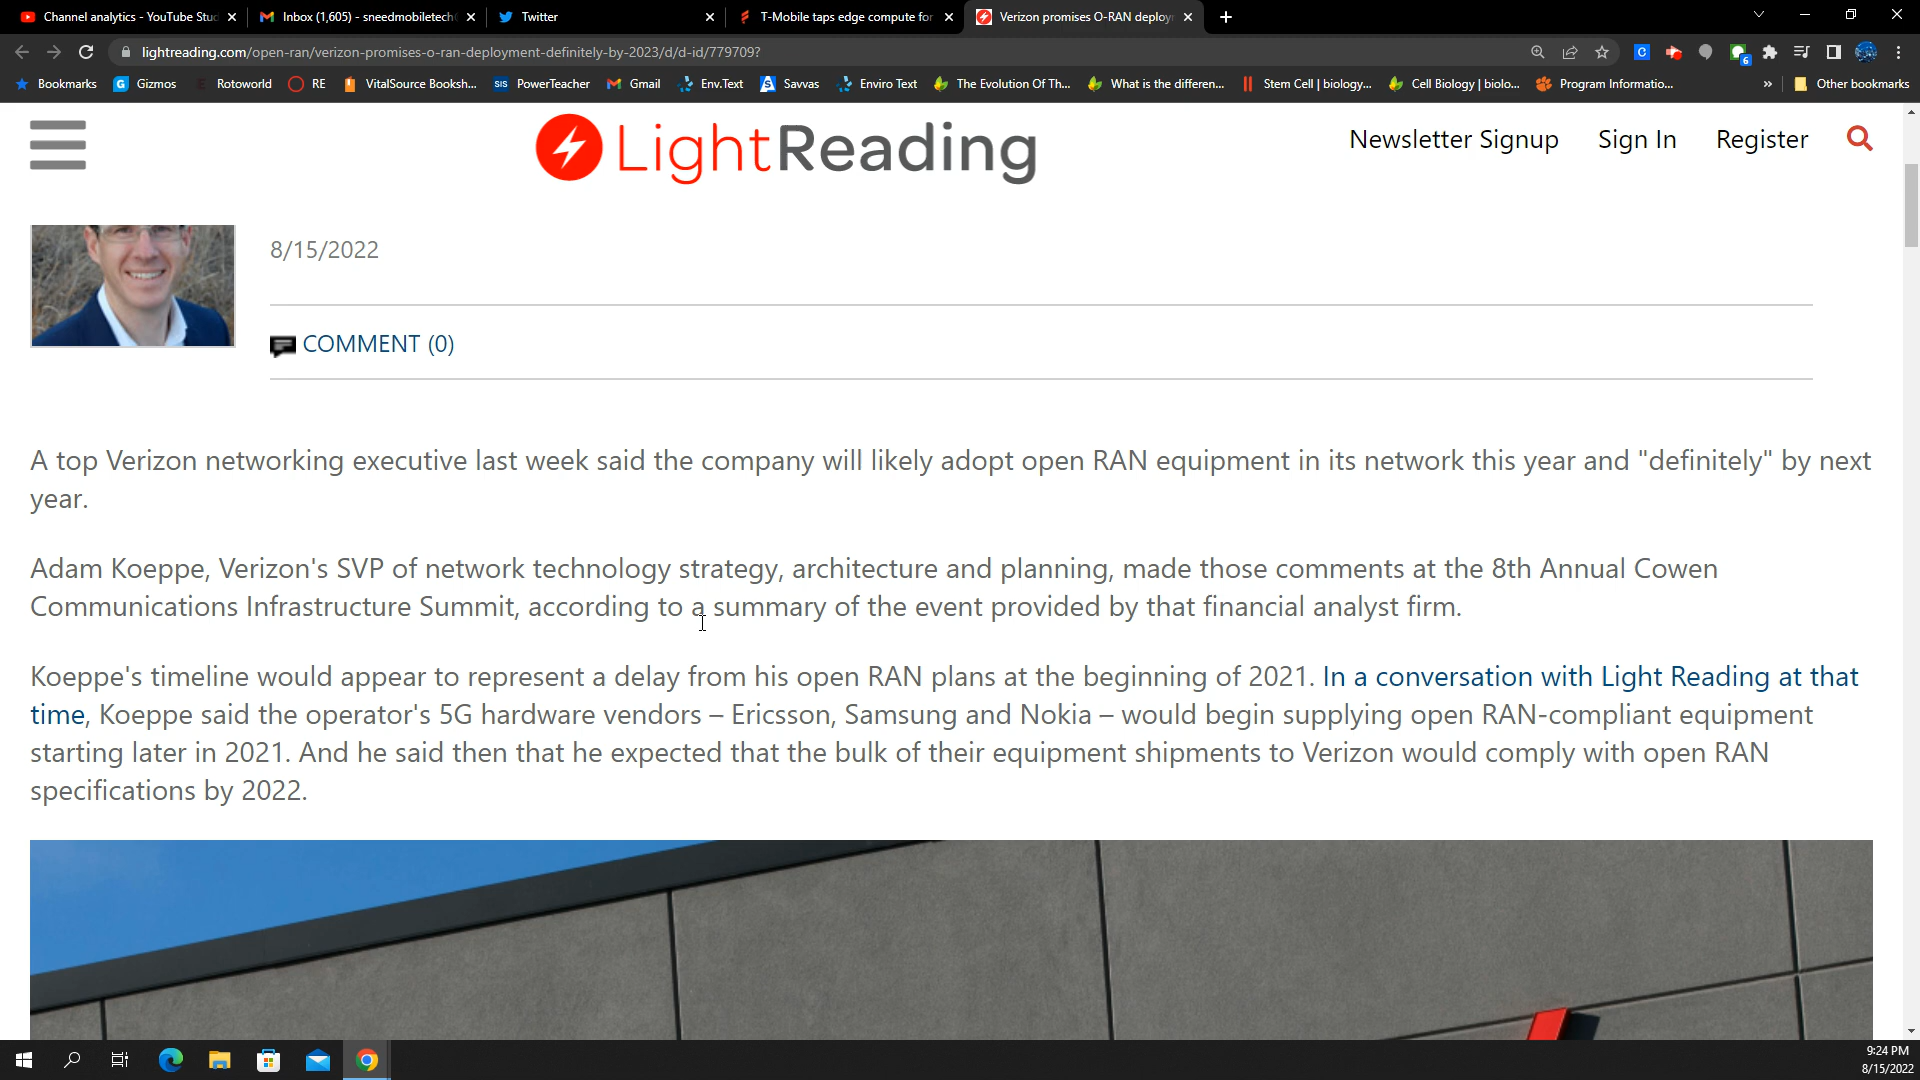 Channel analytics - YouTube Stu
Inbox (1,605) - sneedmobiletech
Twitter
T-Mobile taps edge compute for
Verizon promises O-RAN deploy
lightreading.com/open-ran/verizon-promises-o-ran-deployment-definitely-by-2023/d/d-id/779709?
C
6
Bookmarks
G Gizmos
E Rotoworld
RE
VitalSource Booksh...
SIS PowerTeacher
Gmail
Env.Text
S Savvas
Enviro Text
The Evolution Of Th...
What is the differen...
Stem Cell | biology...
Cell Biology | biolo...
Program Informatio...
»
Other bookmarks
LightReading
Newsletter Signup
Sign In
Register
8/15/2022
COMMENT (0)
A top Verizon networking executive last week said the company will likely adopt open RAN equipment in its network this year and "definitely" by next
year.
Adam Koeppe, Verizon's SVP of network technology strategy, architecture and planning, made those comments at the 8th Annual Cowen
Communications Infrastructure Summit, according to a summary of the event provided by that financial analyst firm.
Koeppe's timeline would appear to represent a delay from his open RAN plans at the beginning of 2021. In a conversation with Light Reading at that
time, Koeppe said the operator's 5G hardware vendors – Ericsson, Samsung and Nokia – would begin supplying open RAN-compliant equipment
starting later in 2021. And he said then that he expected that the bulk of their equipment shipments to Verizon would comply with open RAN
specifications by 2022.
9:24 PM
8/15/2022